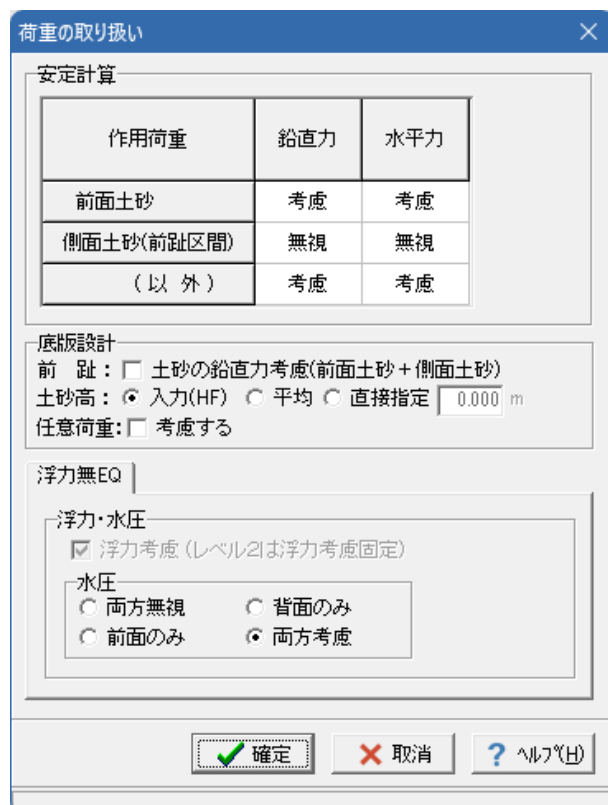 荷重の取り扱い
安定計算
作用荷重 鉛直力 水平力
前面土砂 考慮 考慮
側面土砂(前趾区間) 無視 無視
(以 外) 考慮 考慮
底版設計
前 趾: 土砂の鉛直力考慮(前面土砂+側面土砂)
土砂高: 入力(HF) 平均 直接指定 0.000 m
任意荷重: 考慮する
浮力無EQ
浮力・水圧
浮力考慮(レベル2は浮力考慮固定)
水圧
両方無視 背面のみ
前面のみ 両方考慮
確定 取消 ? ヘルプ(H)